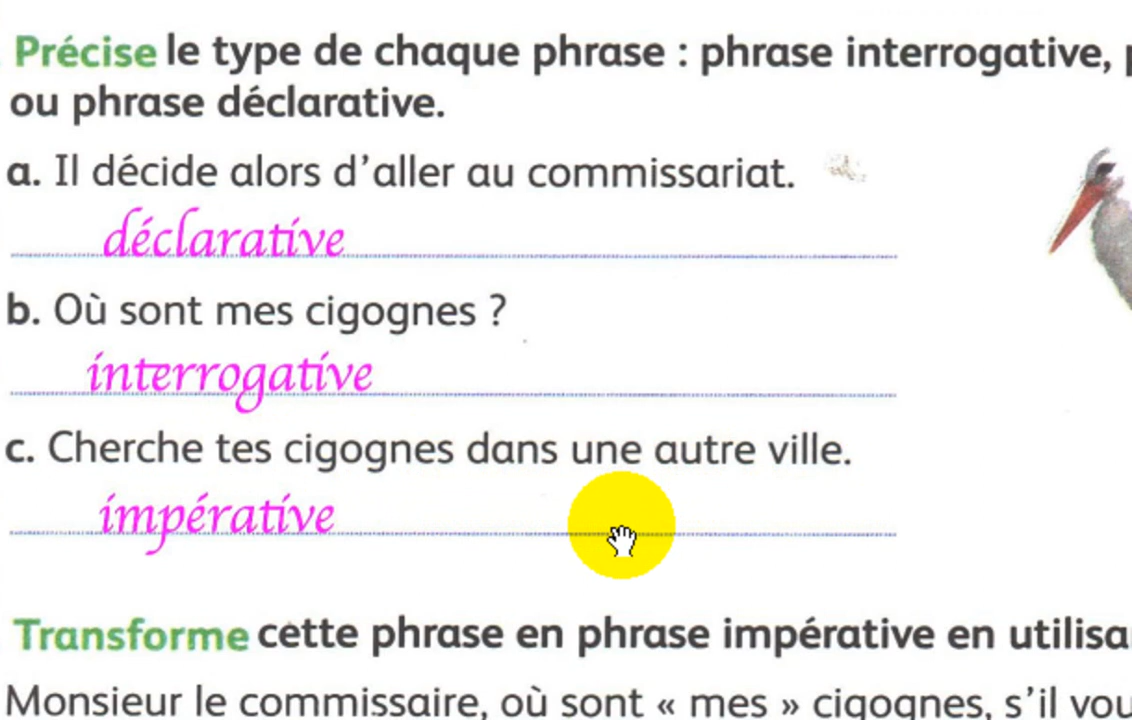 Précise le type de chaque phrase : phrase interrogative,
ou phrase déclarative.
a. Il décide alors d'aller au commissariat.
déclarative
b. Où sont mes cigognes ?
interrogative
c. Cherche tes cigognes dans une autre ville.
impérative
Transforme cette phrase en phrase impérative en
Monsieur le commissaire, où sont « mes » cigognes, s'il